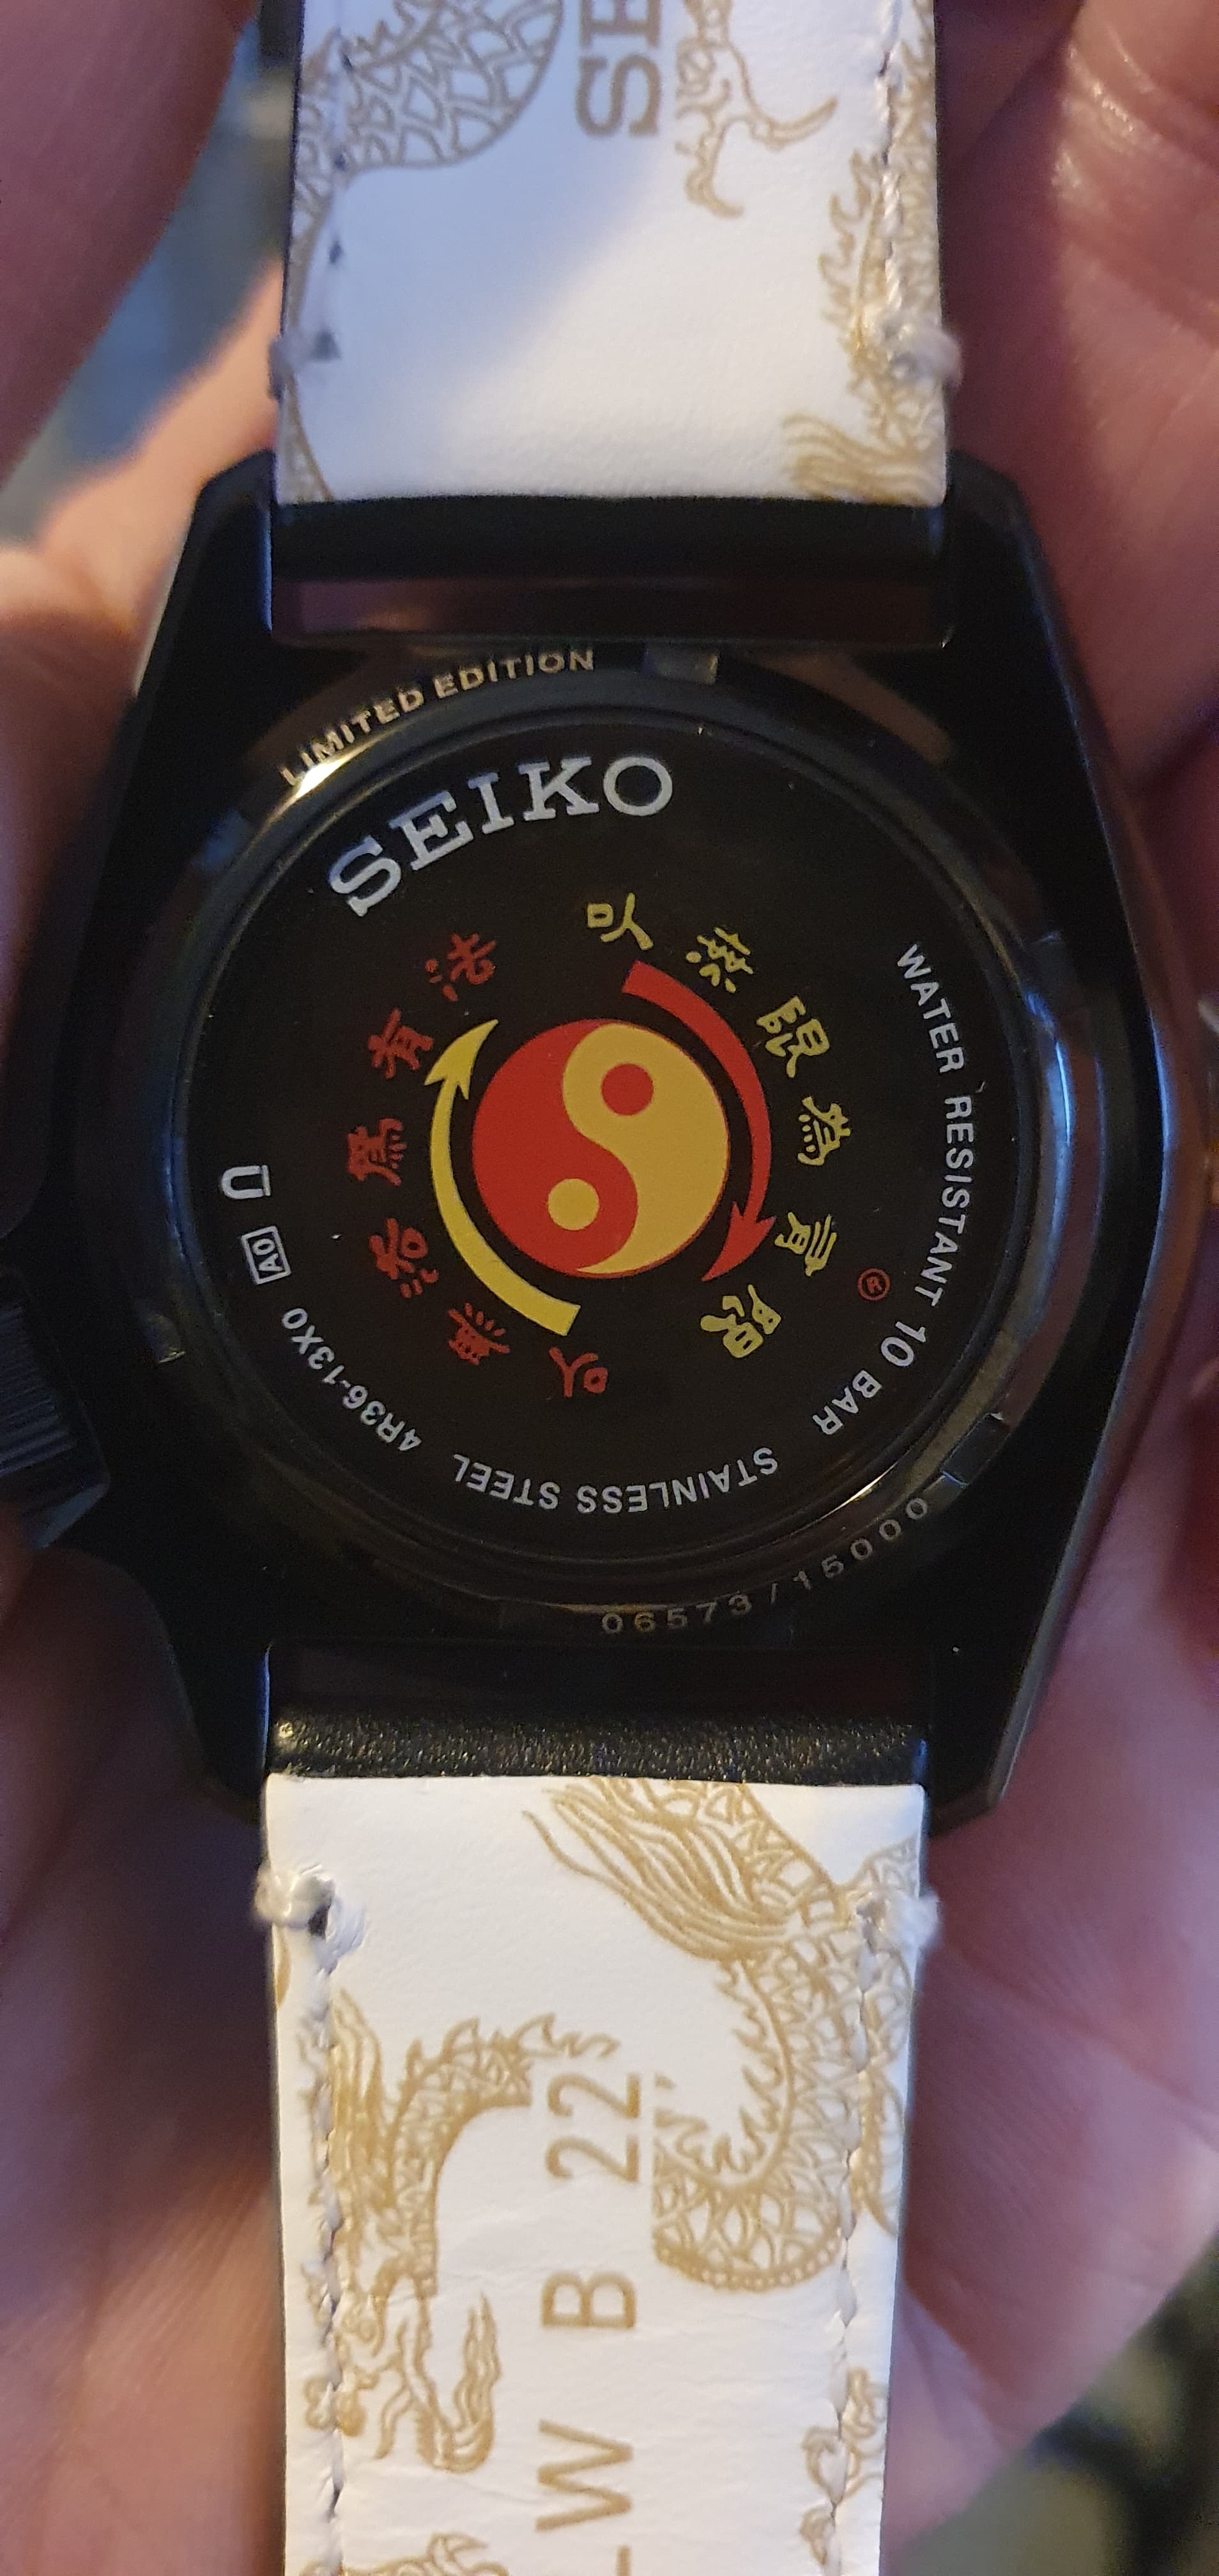 SE
LIMITED EDITION
SEIKO
以無限為有限
®
以無法為有法
WATER RESISTANT 10 BAR
STAINLESS STEEL
4R36-13X0 A0
06573/15000
W B 22